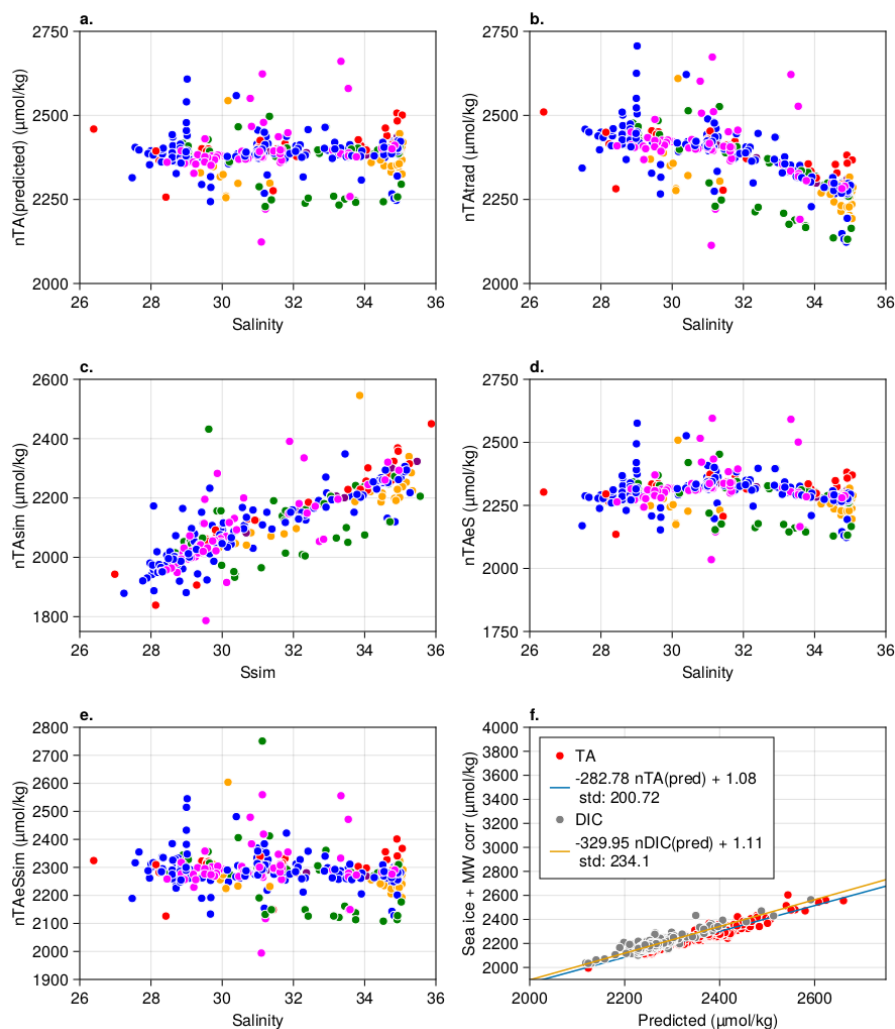 a.
nTA(predicted) (μmol/kg)
2750
2500
2250
2000
26 28 30 32 34 36
Salinity
b.
nTAtrad (μmol/kg)
2750
2500
2250
2000
26 28 30 32 34 36
Salinity
c.
nTAsim (μmol/kg)
2600
2400
2200
2000
1800
26 28 30 32 34 36
Ssim
d.
nTAeS (μmol/kg)
2750
2500
2250
2000
1750
26 28 30 32 34 36
Salinity
e.
nTAeSsim (μmol/kg)
2800
2700
2600
2500
2400
2300
2200
2100
2000
1900
26 28 30 32 34 36
Salinity
f.
Sea ice + MW corr (μmol/kg)
4000
3800
3600
3400
3200
3000
2800
2600
2400
2200
2000
TA
-282.78 nTA(pred) + 1.08
std: 200.72
DIC
-329.95 nDIC(pred) + 1.11
std: 234.1
2000 2200 2400 2600
Predicted (μmol/kg)